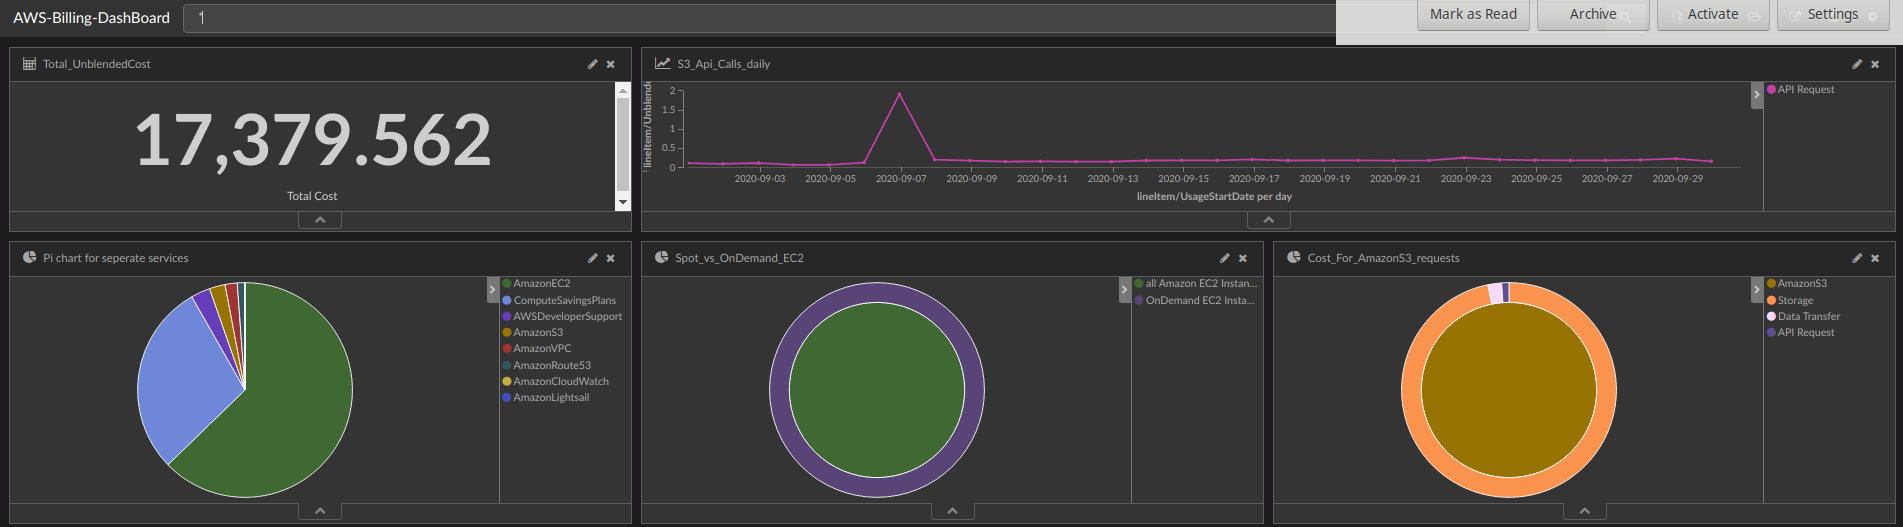 AWS-Billing-DashBoard
*
Mark as Read
Archive
Activate
Settings
Total_UnblendedCost
17,379.562
Total Cost
S3_Api_Calls_daily
2
1.5
1
0.5
0
2020-09-03
2020-09-05
2020-09-07
2020-09-09
2020-09-11
2020-09-13
2020-09-15
2020-09-17
2020-09-19
2020-09-21
2020-09-23
2020-09-25
2020-09-27
2020-09-29
lineItem/UsageStartDate per day
API Request
Pi chart for seperate services
AmazonEC2
ComputeSavingsPlans
AWSDeveloperSupport
AmazonS3
AmazonVPC
AmazonRoute53
AmazonCloudWatch
AmazonLightsail
Spot_vs_OnDemand_EC2
all Amazon EC2 Instan...
OnDemand EC2 Insta...
Cost_For_AmazonS3_requests
AmazonS3
Storage
Data Transfer
API Request